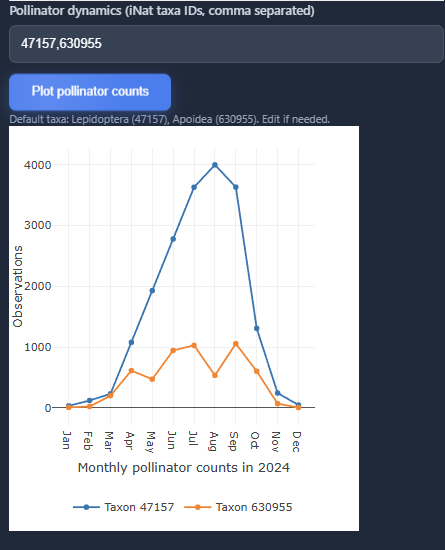 Pollinator dynamics (iNat taxa IDs, comma separated)
47157,630955
Plot pollinator counts
Default taxa: Lepidoptera (47157), Apoidea (630955). Edit if needed.
4000
3000
2000
1000
0
Observations
Jan
Feb
Mar
Apr
May
Jun
Jul
Aug
Sep
Oct
Nov
Dec
Monthly pollinator counts in 2024
Taxon 47157
Taxon 630955